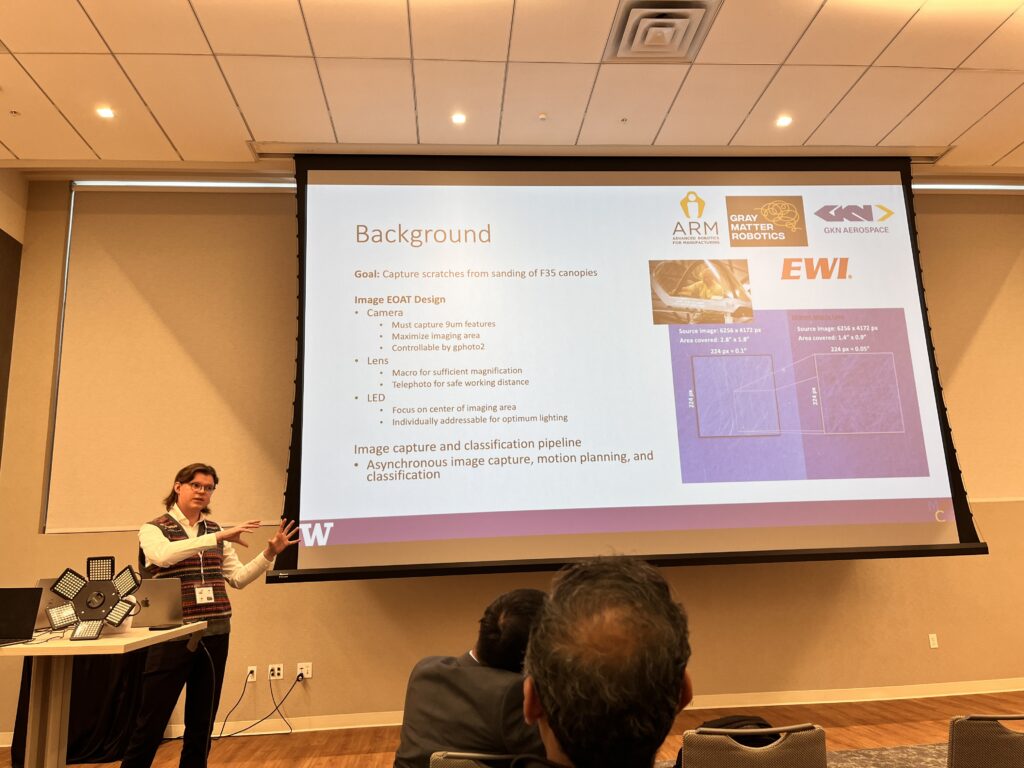 Background
ARM
ADVANCED ROBOTICS
FOR MANUFACTURING
GRAY
MATTER
ROBOTICS
GKN
GKN AEROSPACE
EWI
Goal: Capture scratches from sanding of F35 canopies
Image EOAT Design
• Camera
• Must capture 9um features
• Maximize imaging area
• Controllable by gphoto2
• Lens
• Macro for sufficient magnification
• Telephoto for safe working distance
• LED
• Focus on center of imaging area
• Individually addressable for optimum lighting
Image capture and classification pipeline
• Asynchronous image capture, motion planning, and
classification
Source image: 6256 x 4172 px
Area covered: 2.8" x 1.8"
224 px = 0.1"
224 px
Source image: 6256 x 4172 px
Area covered: 1.4" x 0.9"
224 px = 0.05"
224 px
W
M
C